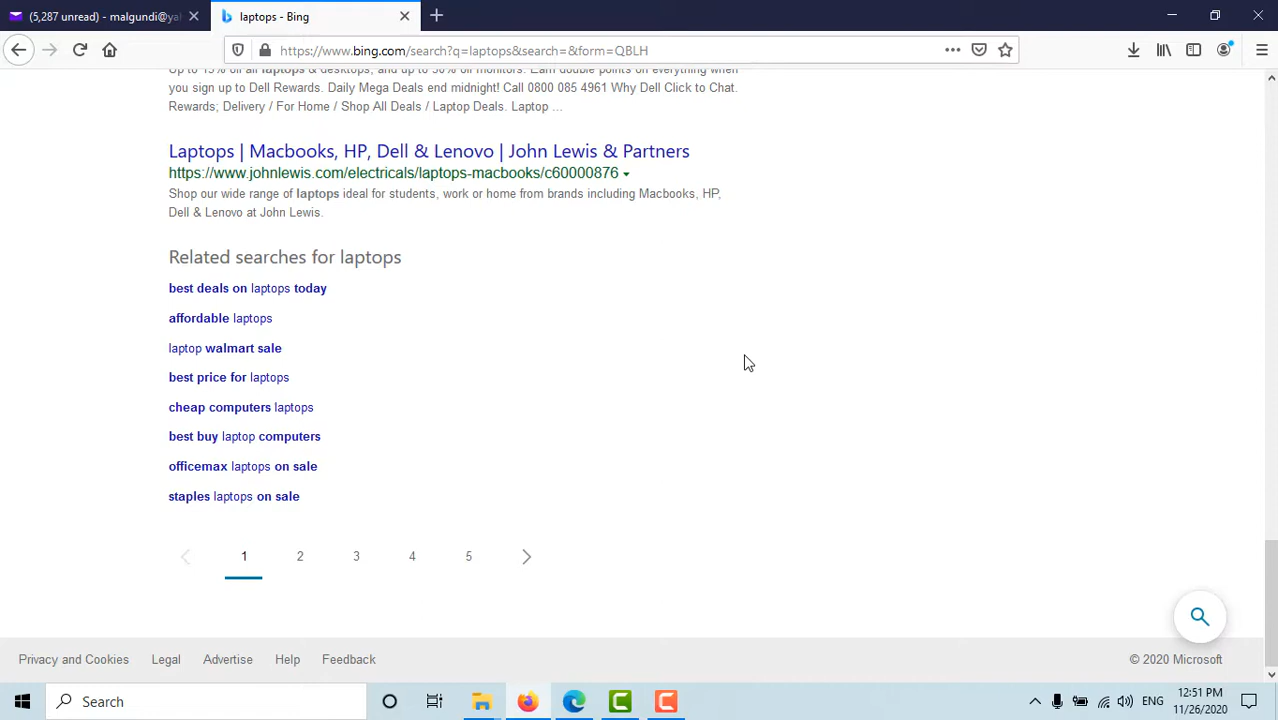 (5,287 unread) - malgundi@yal
laptops - Bing
https://www.bing.com/search?q=laptops&search=&form=QBLH
Up to 15% off all laptops & desktops, and up to 50% off monitors. Earn double points on everything when
you sign up to Dell Rewards. Daily Mega Deals end midnight! Call 0800 085 4961 Why Dell Click to Chat.
Rewards; Delivery / For Home / Shop All Deals / Laptop Deals. Laptop ...
Laptops | Macbooks, HP, Dell & Lenovo | John Lewis & Partners
https://www.johnlewis.com/electricals/laptops-macbooks/c60000876
Shop our wide range of laptops ideal for students, work or home from brands including Macbooks, HP,
Dell & Lenovo at John Lewis.
Related searches for laptops
best deals on laptops today
affordable laptops
laptop walmart sale
best price for laptops
cheap computers laptops
best buy laptop computers
officemax laptops on sale
staples laptops on sale
1 2 3 4 5
Privacy and Cookies Legal Advertise Help Feedback © 2020 Microsoft
Search
ENG
12:51 PM
11/26/2020